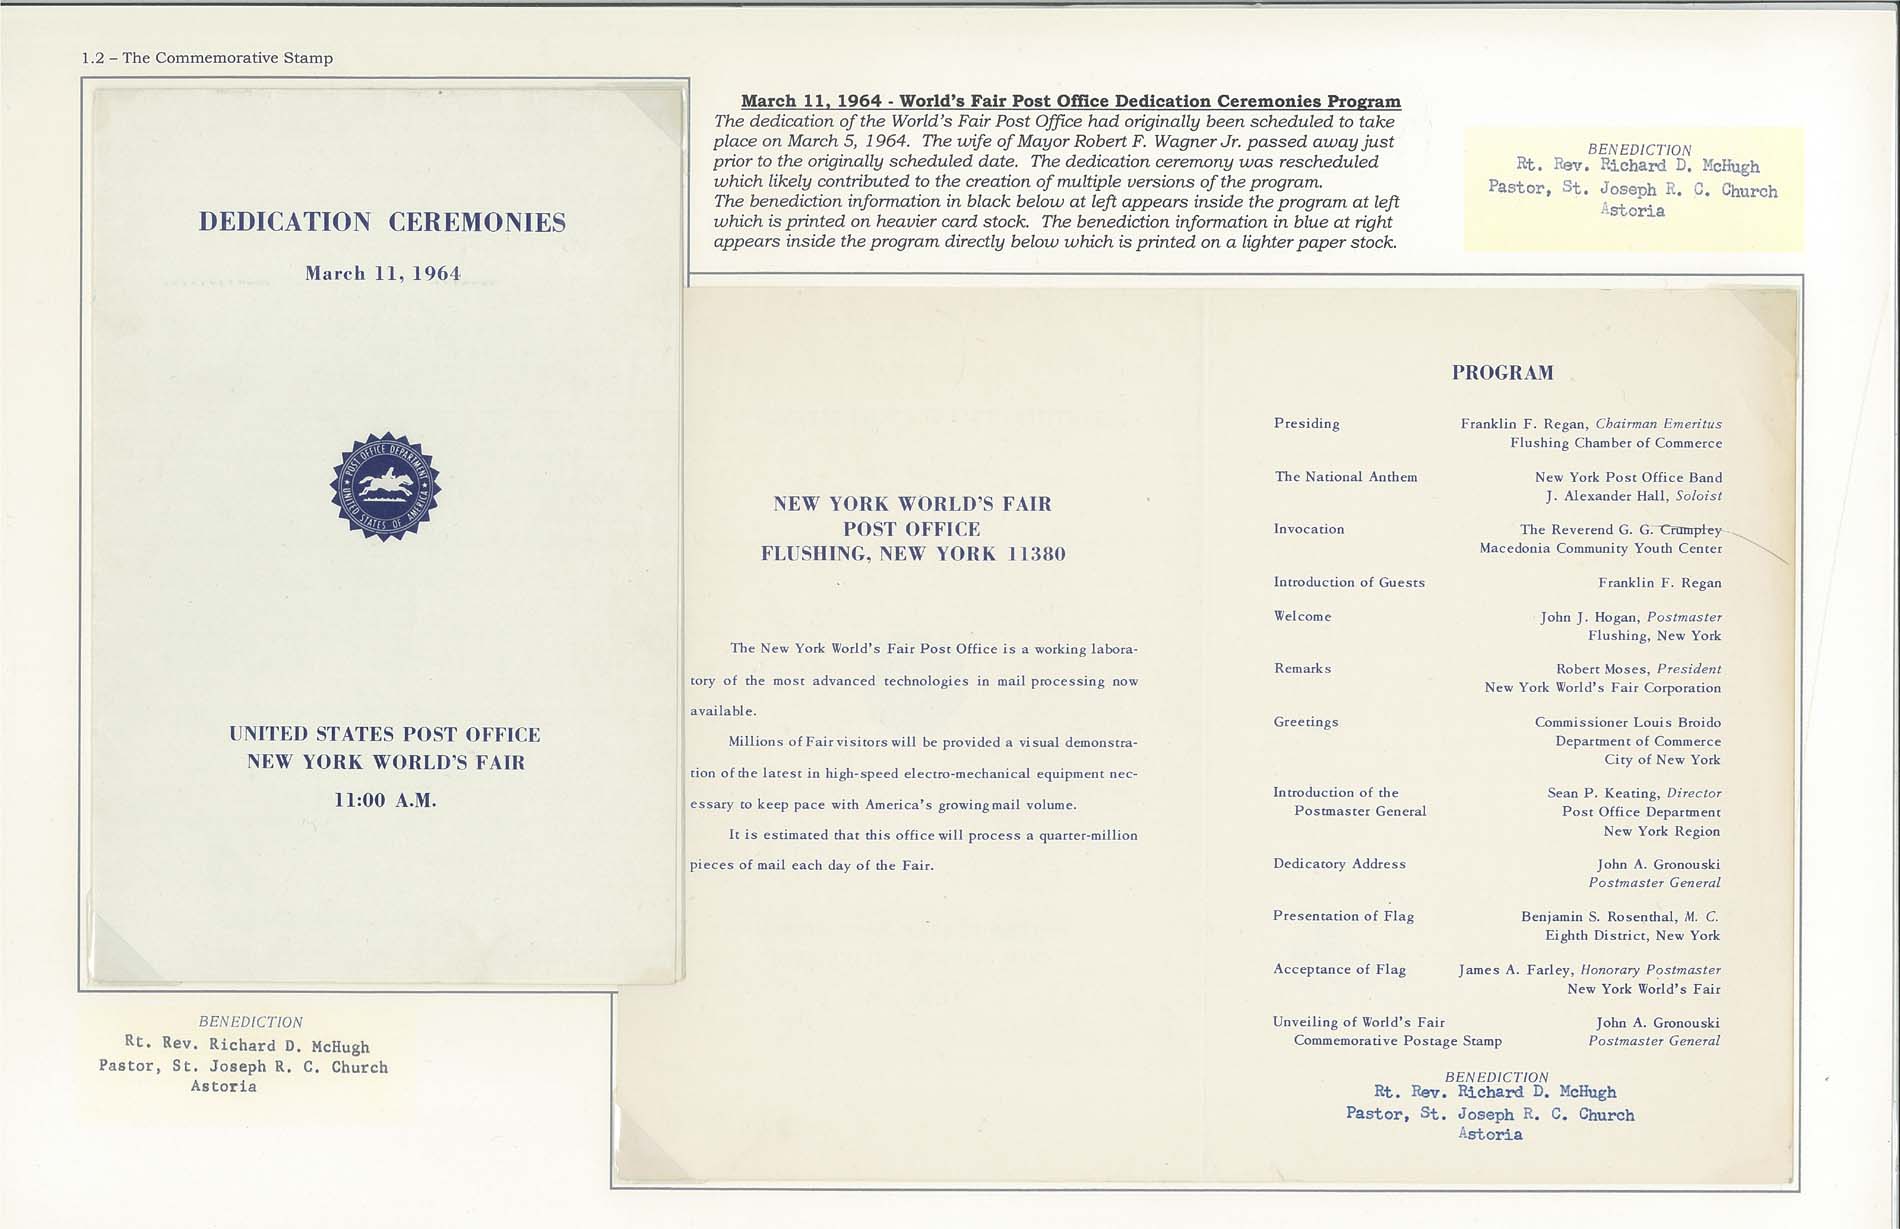 1.2 – The Commemorative Stamp
March 11, 1964 - World's Fair Post Office Dedication Ceremonies Program
The dedication of the World's Fair Post Office had originally been scheduled to take
place on March 5, 1964. The wife of Mayor Robert F. Wagner Jr. passed away just
prior to the originally scheduled date. The dedication ceremony was rescheduled
which likely contributed to the creation of multiple versions of the program.
The benediction information in black below at left appears inside the program at left
which is printed on heavier card stock. The benediction information in blue at right
appears inside the program directly below which is printed on a lighter paper stock.
BENEDICTION
Rt. Rev. Richard D. McHugh
Pastor, St. Joseph R. C. Church
Astoria
DEDICATION CEREMONIES
March 11, 1964
POST OFFICE DEPARTMENT
UNITED STATES OF AMERICA
UNITED STATES POST OFFICE
NEW YORK WORLD'S FAIR
11:00 A.M.
BENEDICTION
Rt. Rev. Richard D. McHugh
Pastor, St. Joseph R. C. Church
Astoria
NEW YORK WORLD'S FAIR
POST OFFICE
FLUSHING, NEW YORK 11380
The New York World's Fair Post Office is a working labora-
tory of the most advanced technologies in mail processing now
available.
Millions of Fair visitors will be provided a visual demonstra-
tion of the latest in high-speed electro-mechanical equipment nec-
essary to keep pace with America's growing mail volume.
It is estimated that this office will process a quarter-million
pieces of mail each day of the Fair.
PROGRAM
Presiding Franklin F. Regan, Chairman Emeritus
Flushing Chamber of Commerce
The National Anthem New York Post Office Band
J. Alexander Hall, Soloist
Invocation The Reverend G. G. Crumpley
Macedonia Community Youth Center
Introduction of Guests Franklin F. Regan
Welcome John J. Hogan, Postmaster
Flushing, New York
Remarks Robert Moses, President
New York World's Fair Corporation
Greetings Commissioner Louis Broido
Department of Commerce
City of New York
Introduction of the Sean P. Keating, Director
Postmaster General Post Office Department
New York Region
Dedicatory Address John A. Gronouski
Postmaster General
Presentation of Flag Benjamin S. Rosenthal, M. C.
Eighth District, New York
Acceptance of Flag James A. Farley, Honorary Postmaster
New York World's Fair
Unveiling of World's Fair John A. Gronouski
Commemorative Postage Stamp Postmaster General
BENEDICTION
Rt. Rev. Richard D. McHugh
Pastor, St. Joseph R. C. Church
Astoria